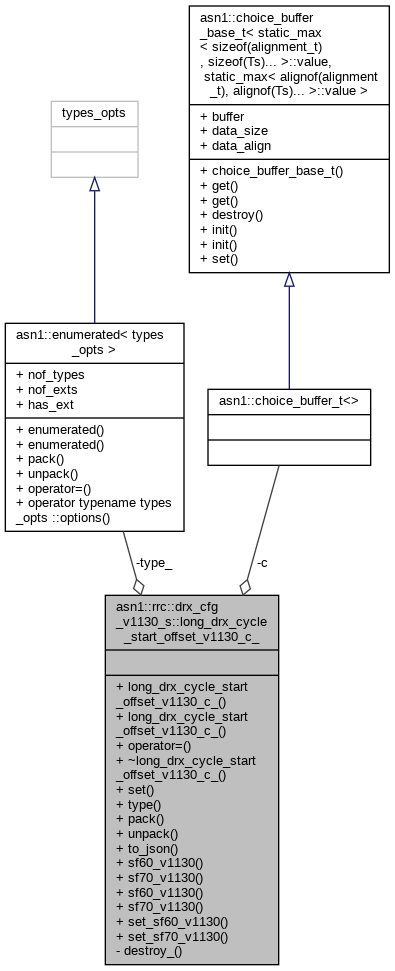 asn1::choice_buffer
_base_t< static_max
< sizeof(alignment_t)
, sizeof(Ts)... >::value,
static_max< alignof(alignment
_t), alignof(Ts)... >::value >
+ buffer
+ data_size
+ data_align
+ choice_buffer_base_t()
+ get()
+ get()
+ destroy()
+ init()
+ init()
+ set()
types_opts
asn1::enumerated< types
_opts >
+ nof_types
+ nof_exts
+ has_ext
+ enumerated()
+ enumerated()
+ pack()
+ unpack()
+ operator=()
+ operator typename types
_opts ::options()
asn1::choice_buffer_t<>
-type_
-c
asn1::rrc::drx_cfg
_v1130_s::long_drx_cycle
_start_offset_v1130_c_
+ long_drx_cycle_start
_offset_v1130_c_()
+ long_drx_cycle_start
_offset_v1130_c_()
+ operator=()
+ ~long_drx_cycle_start
_offset_v1130_c_()
+ set()
+ type()
+ pack()
+ unpack()
+ to_json()
+ sf60_v1130()
+ sf70_v1130()
+ sf60_v1130()
+ sf70_v1130()
+ set_sf60_v1130()
+ set_sf70_v1130()
- destroy_()